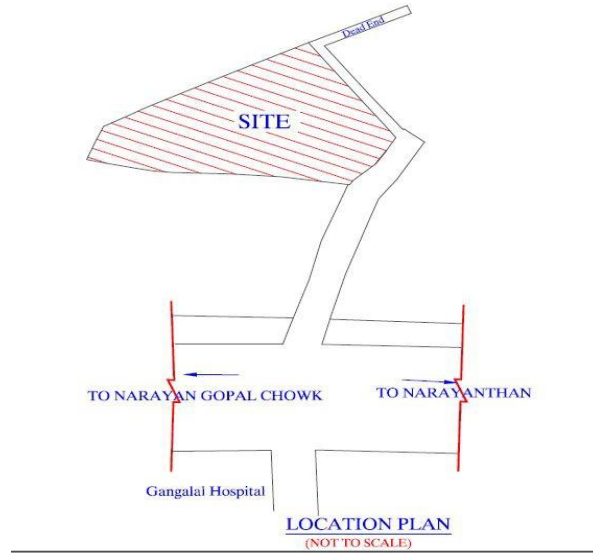 Dead End
SITE
TO NARAYAN GOPAL CHOWK
TO NARAYANTHAN
Gangalal Hospital
LOCATION PLAN
(NOT TO SCALE)